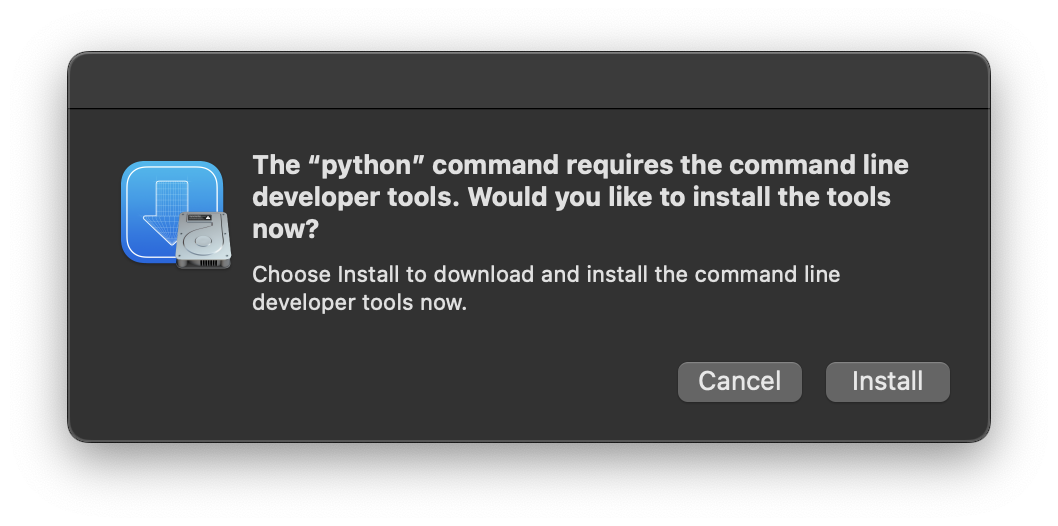 The “python” command requires the command line
developer tools. Would you like to install the tools
now?
Choose Install to download and install the command line
developer tools now.
Cancel
Install